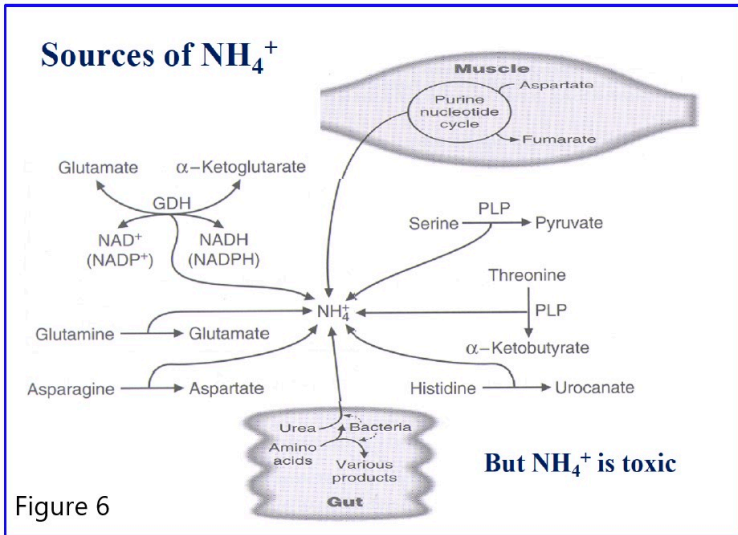 Sources of NH₄⁺
Muscle
Purine
nucleotide
cycle
Aspartate
Fumarate
Glutamate
α–Ketoglutarate
GDH
NAD⁺
(NADP⁺)
NADH
(NADPH)
Serine
PLP
Pyruvate
Threonine
PLP
α–Ketobutyrate
NH₄⁺
Glutamine
Glutamate
Asparagine
Aspartate
Histidine
Urocanate
Urea
Bacteria
Amino
acids
Various
products
Gut
But NH₄⁺ is toxic
Figure 6